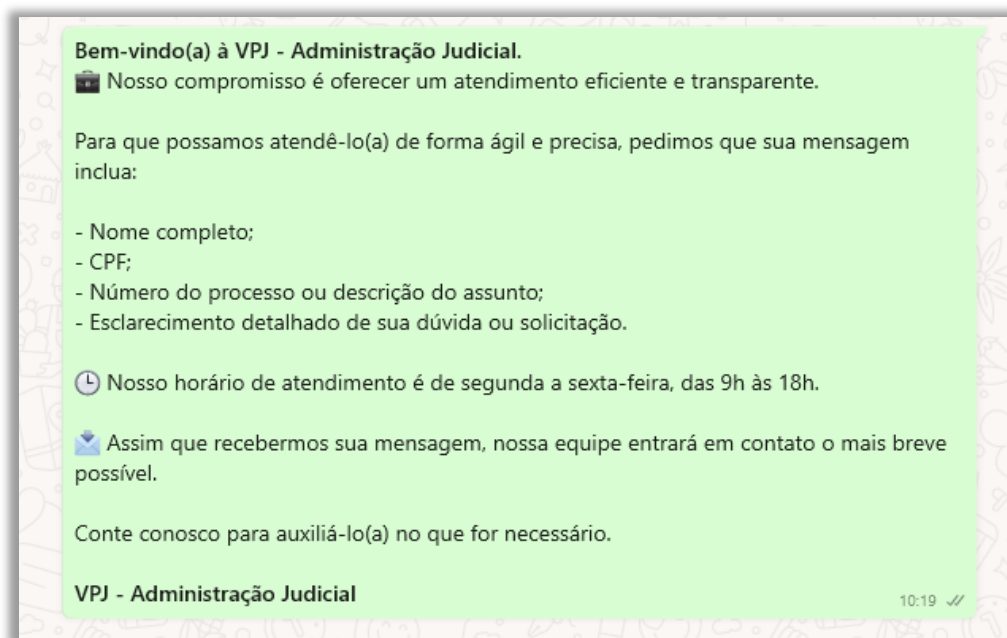 Bem-vindo(a) à VPJ - Administração Judicial.
💼 Nosso compromisso é oferecer um atendimento eficiente e transparente.
Para que possamos atendê-lo(a) de forma ágil e precisa, pedimos que sua mensagem
inclua:
- Nome completo;
- CPF;
- Número do processo ou descrição do assunto;
- Esclarecimento detalhado de sua dúvida ou solicitação.
🕒 Nosso horário de atendimento é de segunda a sexta-feira, das 9h às 18h.
📩 Assim que recebermos sua mensagem, nossa equipe entrará em contato o mais breve
possível.
Conte conosco para auxiliá-lo(a) no que for necessário.
VPJ - Administração Judicial
10:19